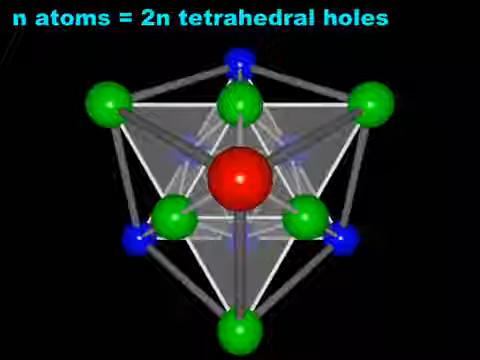 n atoms = 2n tetrahedral holes